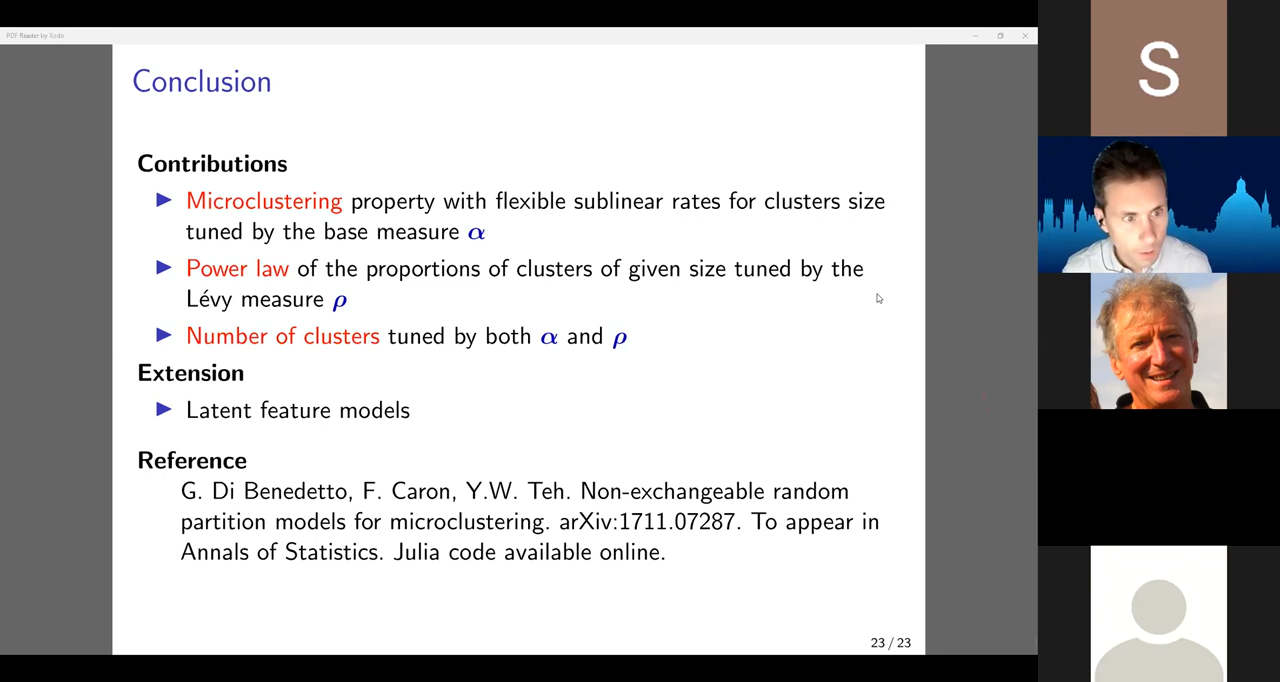 PDF Reader by Xodo
Conclusion
Contributions
Microclustering property with flexible sublinear rates for clusters size
tuned by the base measure α
Power law of the proportions of clusters of given size tuned by the
Lévy measure ρ
Number of clusters tuned by both α and ρ
Extension
Latent feature models
Reference
G. Di Benedetto, F. Caron, Y.W. Teh. Non-exchangeable random
partition models for microclustering. arXiv:1711.07287. To appear in
Annals of Statistics. Julia code available online.
23 / 23
S